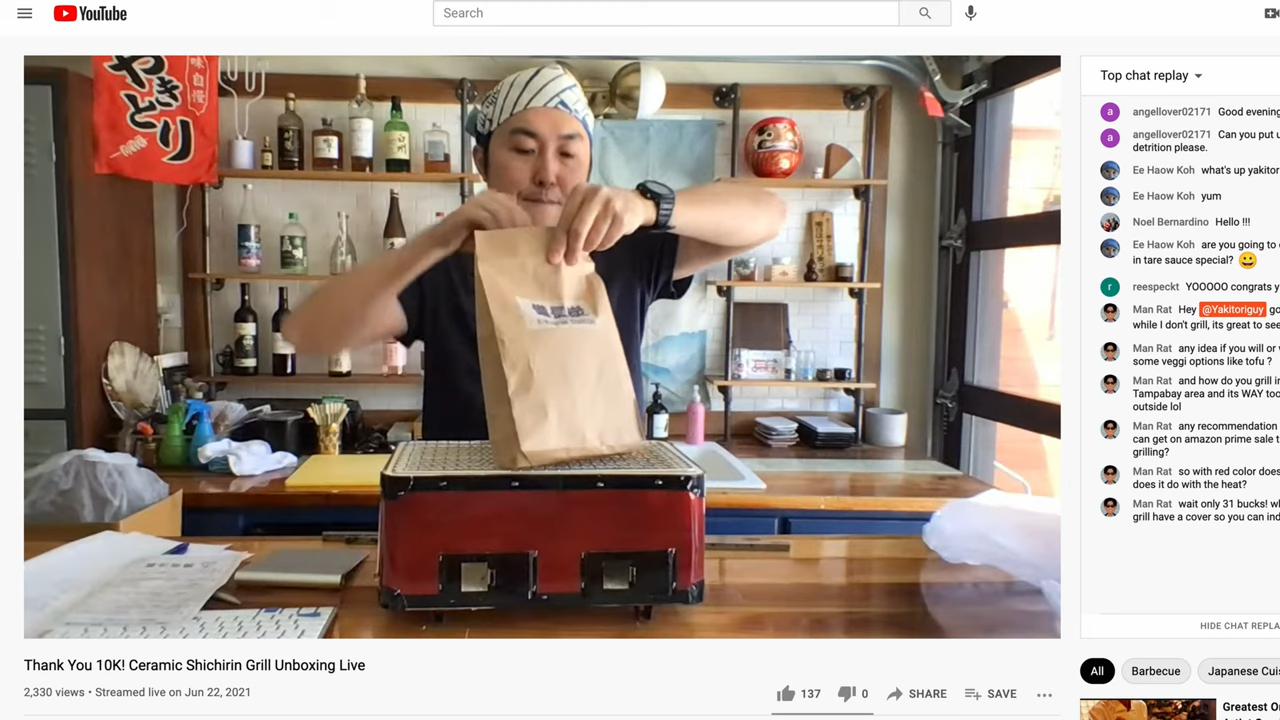 YouTube
Search
味自慢
やきとり
白州
Top chat replay
angellover02171 Good evening
angellover02171 Can you put
detrition please.
Ee Haow Koh what's up yakitor
Ee Haow Koh yum
Noel Bernardino Hello !!!
Ee Haow Koh are you going to
in tare sauce special? 😀
reespeckt YOOOOO congrats y
Man Rat Hey @Yakitoriguy go
while I don't grill, its great to see
Man Rat any idea if you will or
some veggi options like tofu ?
Man Rat and how do you grill in
Tampabay area and its WAY too
outside lol
Man Rat any recommendation
can get on amazon prime sale t
grilling?
Man Rat so with red color does
does it do with the heat?
Man Rat wait only 31 bucks! w
grill have a cover so you can ind
HIDE CHAT REPLA
Thank You 10K! Ceramic Shichirin Grill Unboxing Live
2,330 views • Streamed live on Jun 22, 2021
137
0
SHARE
SAVE
All
Barbecue
Japanese Cuis
Greatest O